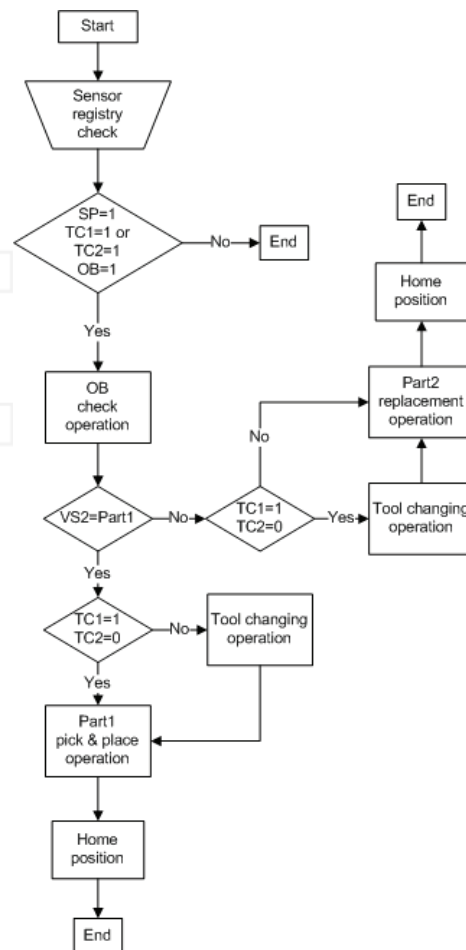 Start
Sensor
registry
check
SP=1
TC1=1 or
TC2=1
OB=1
No
End
Yes
End
Home
position
OB
check
operation
Part2
replacement
operation
No
VS2=Part1
No
TC1=1
TC2=0
Yes
Tool changing
operation
Yes
TC1=1
TC2=0
No
Tool changing
operation
Yes
Part1
pick & place
operation
Home
position
End